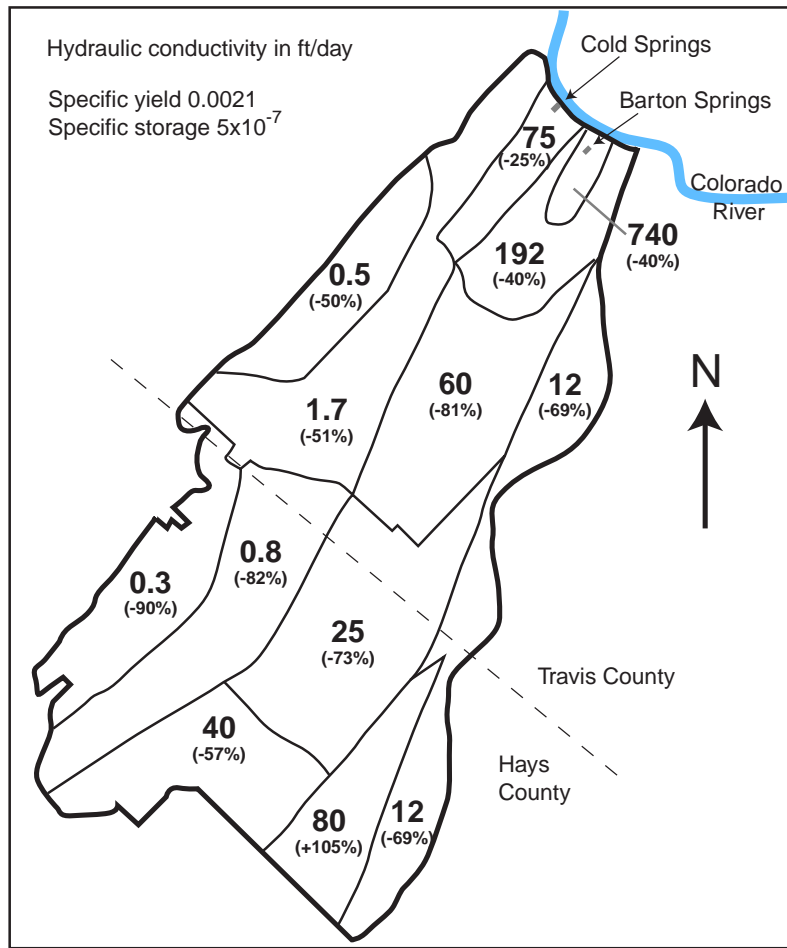 Hydraulic conductivity in ft/day
Specific yield 0.0021
Specific storage 5x10⁻⁷
Cold Springs
Barton Springs
75
(-25%)
Colorado
River
740
(-40%)
192
(-40%)
0.5
(-50%)
N
60
(-81%)
12
(-69%)
1.7
(-51%)
0.8
(-82%)
0.3
(-90%)
25
(-73%)
Travis County
40
(-57%)
Hays
County
80
(+105%)
12
(-69%)